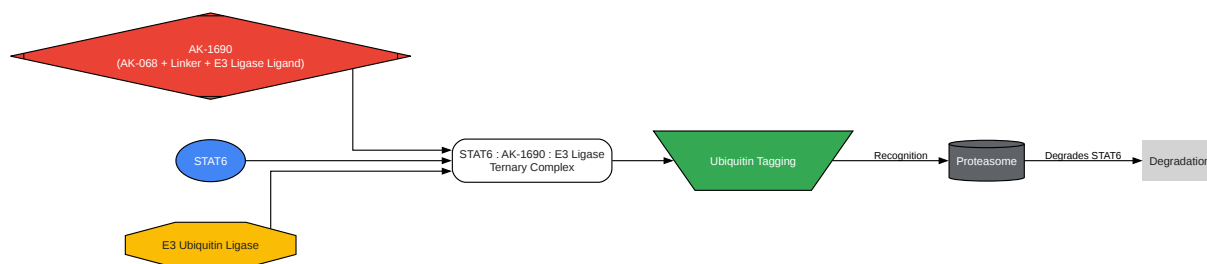 AK-1690
(AK-068 + Linker + E3 Ligase Ligand)
STAT6
E3 Ubiquitin Ligase
STAT6 : AK-1690 : E3 Ligase
Ternary Complex
Ubiquitin Tagging
Recognition
Proteasome
Degrades STAT6
Degradation